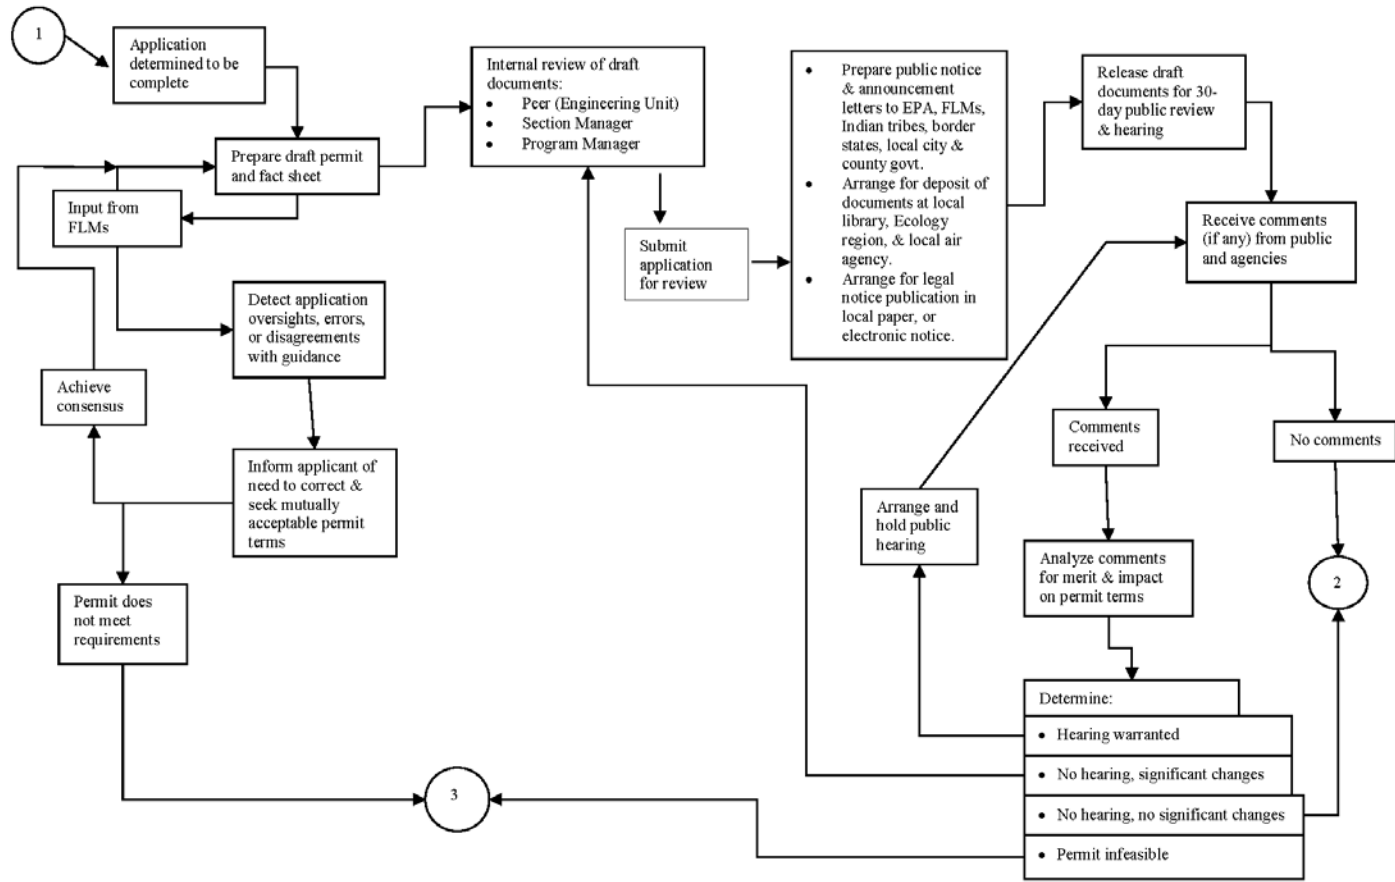 1
Application
determined to be
complete
Prepare draft permit
and fact sheet
Input from
FLMs
Detect application
oversights, errors,
or disagreements
with guidance
Achieve
consensus
Inform applicant of
need to correct &
seek mutually
acceptable permit
terms
Permit does
not meet
requirements
3
Internal review of draft
documents:
• Peer (Engineering Unit)
• Section Manager
• Program Manager
Submit
application
for review
• Prepare public notice
& announcement
letters to EPA, FLMs,
Indian tribes, border
states, local city &
county govt.
• Arrange for deposit of
documents at local
library, Ecology
region, & local air
agency.
• Arrange for legal
notice publication in
local paper, or
electronic notice.
Release draft
documents for 30-
day public review
& hearing
Receive comments
(if any) from public
and agencies
Comments
received
No comments
Arrange and
hold public
hearing
Analyze comments
for merit & impact
on permit terms
2
Determine:
• Hearing warranted
• No hearing, significant changes
• No hearing, no significant changes
• Permit infeasible